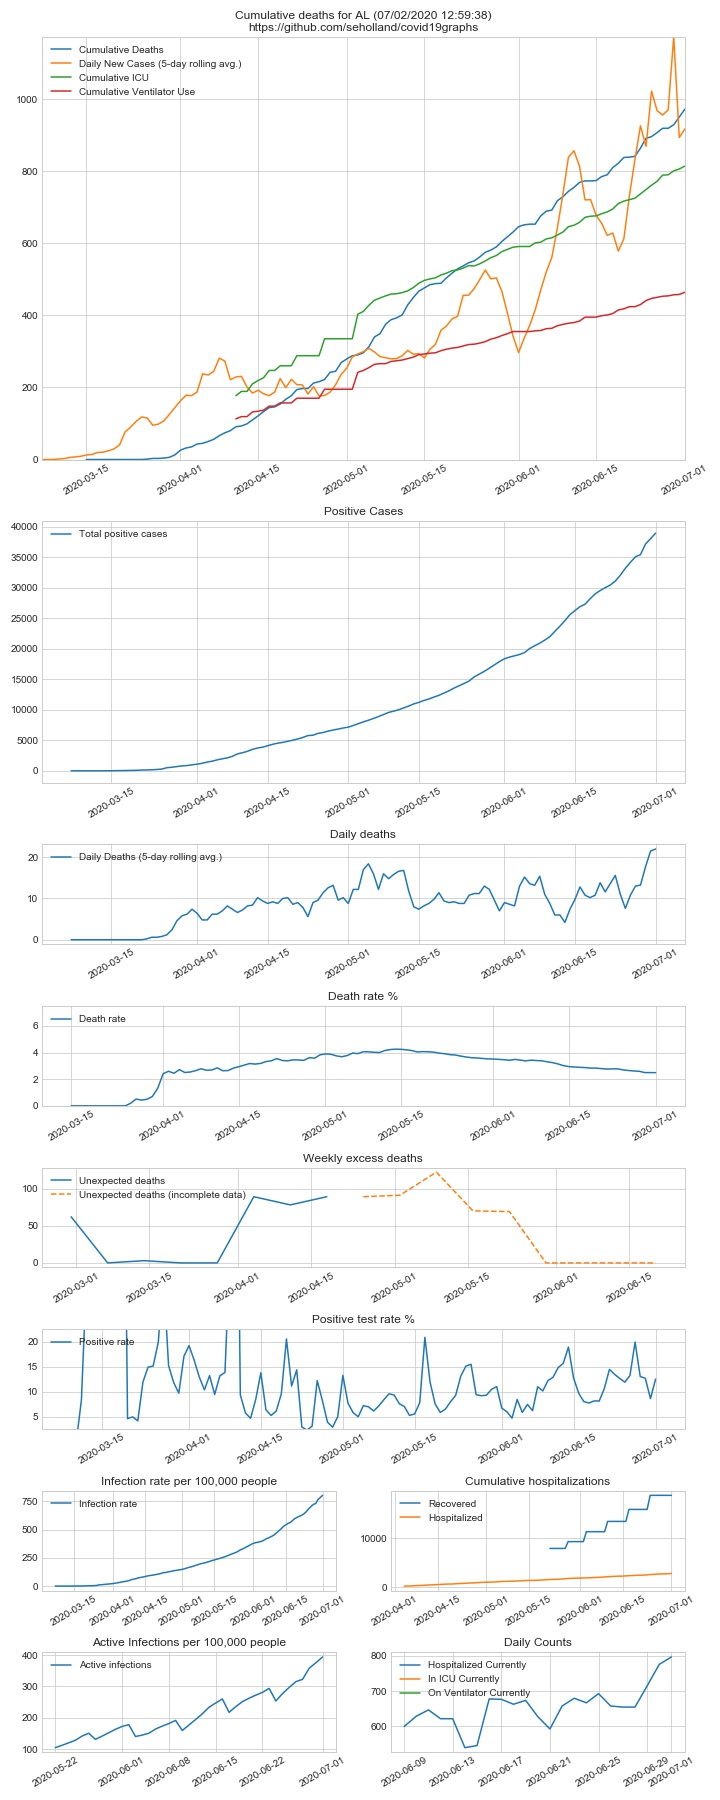 Cumulative deaths for AL (07/02/2020 12:59:38)
https://github.com/seholland/covid19graphs
Cumulative Deaths
Daily New Cases (5-day rolling avg.)
Cumulative ICU
Cumulative Ventilator Use
1000
800
600
400
200
0
2020-03-15 2020-04-01 2020-04-15 2020-05-01 2020-05-15 2020-06-01 2020-06-15 2020-07-01
Positive Cases
Total positive cases
40000
35000
30000
25000
20000
15000
10000
5000
0
2020-03-15 2020-04-01 2020-04-15 2020-05-01 2020-05-15 2020-06-01 2020-06-15 2020-07-01
Daily deaths
Daily Deaths (5-day rolling avg.)
20
10
0
2020-03-15 2020-04-01 2020-04-15 2020-05-01 2020-05-15 2020-06-01 2020-06-15 2020-07-01
Death rate %
Death rate
6
4
2
0
2020-03-15 2020-04-01 2020-04-15 2020-05-01 2020-05-15 2020-06-01 2020-06-15 2020-07-01
Weekly excess deaths
Unexpected deaths
Unexpected deaths (incomplete data)
100
50
0
2020-03-01 2020-03-15 2020-04-01 2020-04-15 2020-05-01 2020-05-15 2020-06-01 2020-06-15
Positive test rate %
Positive rate
20
15
10
5
2020-03-15 2020-04-01 2020-04-15 2020-05-01 2020-05-15 2020-06-01 2020-06-15 2020-07-01
Infection rate per 100,000 people
Infection rate
750
500
250
0
2020-03-15 2020-04-01 2020-04-15 2020-05-01 2020-05-15 2020-06-01 2020-06-15 2020-07-01
Cumulative hospitalizations
Recovered
Hospitalized
10000
0
2020-04-01 2020-04-15 2020-05-01 2020-05-15 2020-06-01 2020-06-15 2020-07-01
Active Infections per 100,000 people
Active infections
400
300
200
100
2020-05-22 2020-06-01 2020-06-08 2020-06-15 2020-06-22 2020-07-01
Daily Counts
Hospitalized Currently
In ICU Currently
On Ventilator Currently
800
700
600
2020-06-09 2020-06-13 2020-06-17 2020-06-21 2020-06-25 2020-06-29 2020-07-01